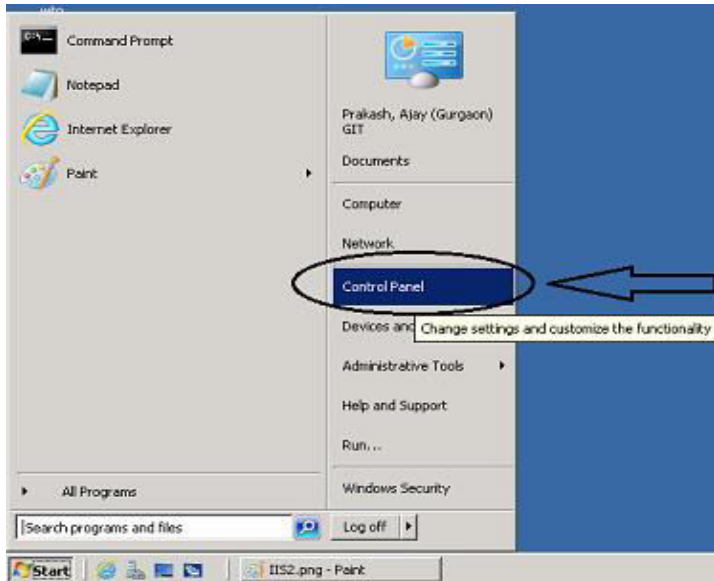 Command Prompt
Notepad
Internet Explorer
Paint
All Programs
Search programs and files
Prakash, Ajay (Gurgaon)
GIT
Documents
Computer
Network
Control Panel
Devices and
Change settings and customize the functionality
Administrative Tools
Help and Support
Run...
Windows Security
Log off
Start
IIS2.png - Paint